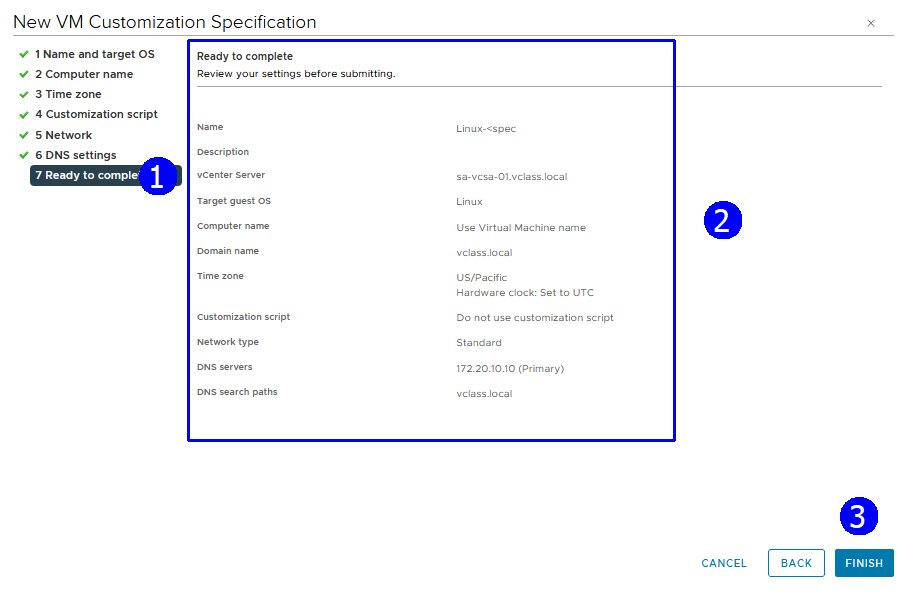 New VM Customization Specification
1 Name and target OS
2 Computer name
3 Time zone
4 Customization script
5 Network
6 DNS settings
7 Ready to comple
1
Ready to complete
Review your settings before submitting.
Name Linux-<spec
Description
vCenter Server sa-vcsa-01.vclass.local
Target guest OS Linux
Computer name Use Virtual Machine name
Domain name vclass.local
Time zone US/Pacific
Hardware clock: Set to UTC
Customization script Do not use customization script
Network type Standard
DNS servers 172.20.10.10 (Primary)
DNS search paths vclass.local
2
3
CANCEL BACK FINISH